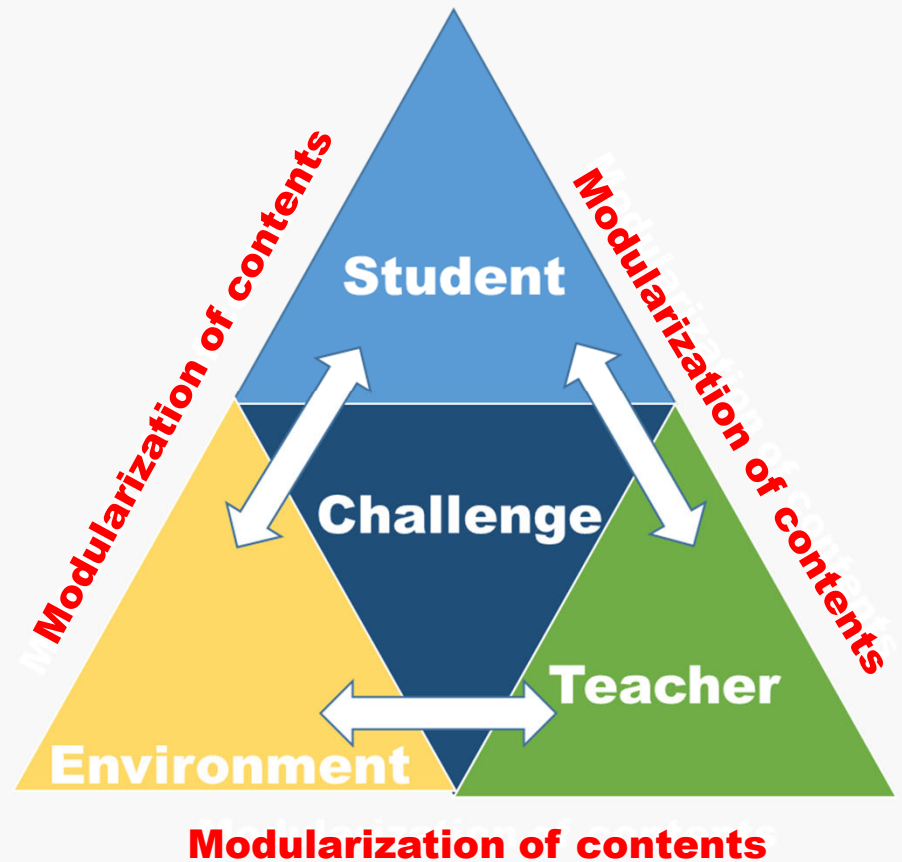 Modularization of contents
Modularization of contents
Student
Challenge
Teacher
Environment
Modularization of contents